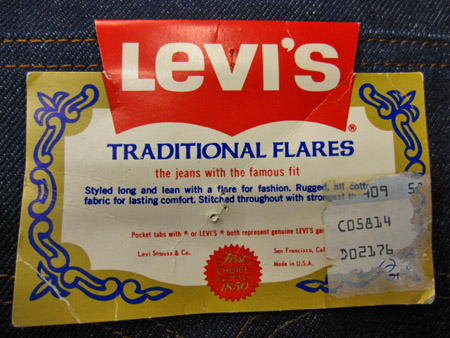 LEVI'S
®
TRADITIONAL FLARES
the jeans with the famous fit
Styled long and lean with a flare for fashion. Rugged, all
fabric for lasting comfort. Stitched throughout with
Pocket tabs with ® or LEVI'S ® both represent genuine LEVI'S
Levi Strauss & Co.
San Francisco,
Made in U.S.A.
First
CHOICE
1850
409
C05814
D02176